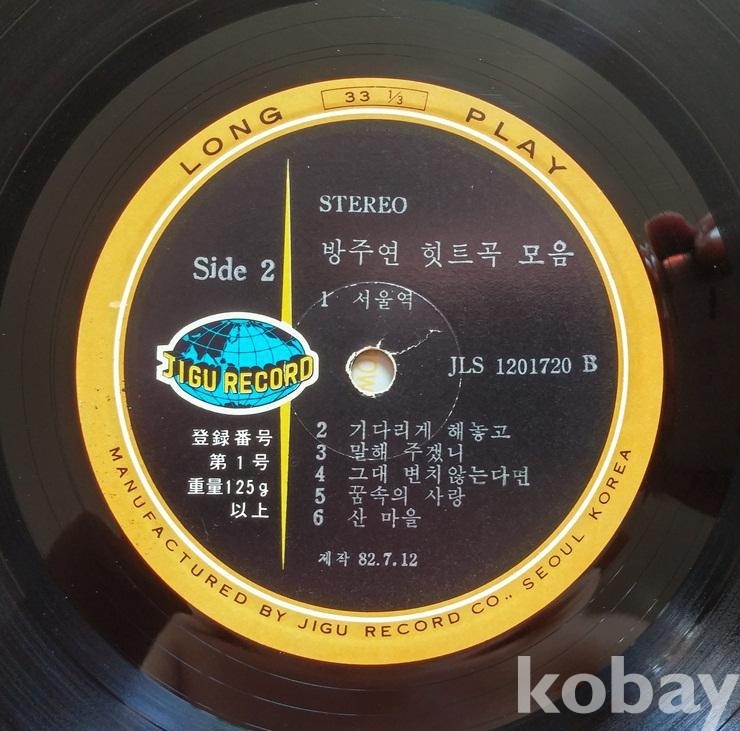 LONG PLAY
33 1/3
STEREO
방주연 힛트곡 모음
Side 2
1 서울역
JIGU RECORD
JLS 1201720 B
2 기다리게 해놓고
3 말해 주겠니
4 그대 변치않는다면
5 꿈속의 사랑
6 산 마을
登録番号
第1号
重量125g
以上
제작 82.7.12
MANUFACTURED BY JIGU RECORD CO., SEOUL KOREA
kobay